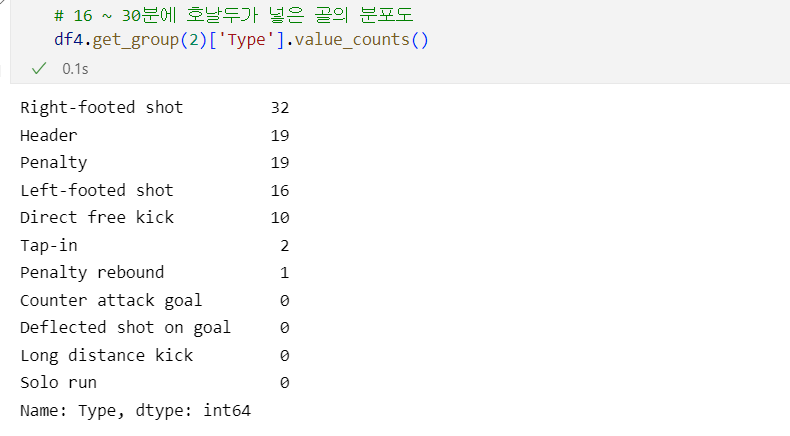 # 16 ~ 30분에 호날두가 넣은 골의 분포도
df4.get_group(2)['Type'].value_counts()
✓ 0.1s
Right-footed shot 32
Header 19
Penalty 19
Left-footed shot 16
Direct free kick 10
Tap-in 2
Penalty rebound 1
Counter attack goal 0
Deflected shot on goal 0
Long distance kick 0
Solo run 0
Name: Type, dtype: int64